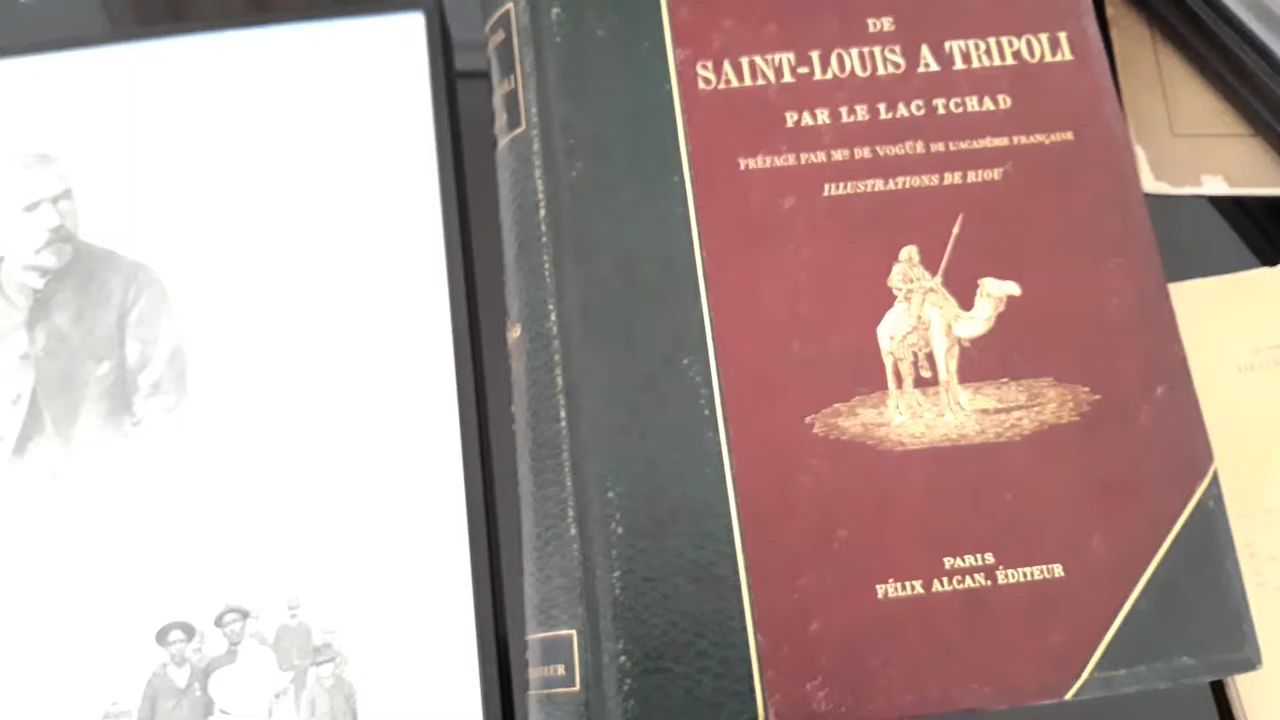 DE
SAINT-LOUIS A TRIPOLI
PAR LE LAC TCHAD
PRÉFACE PAR Mis DE VOGÜÉ DE L'ACADÉMIE FRANÇAISE
ILLUSTRATIONS DE RIOU
PARIS
FÉLIX ALCAN, ÉDITEUR